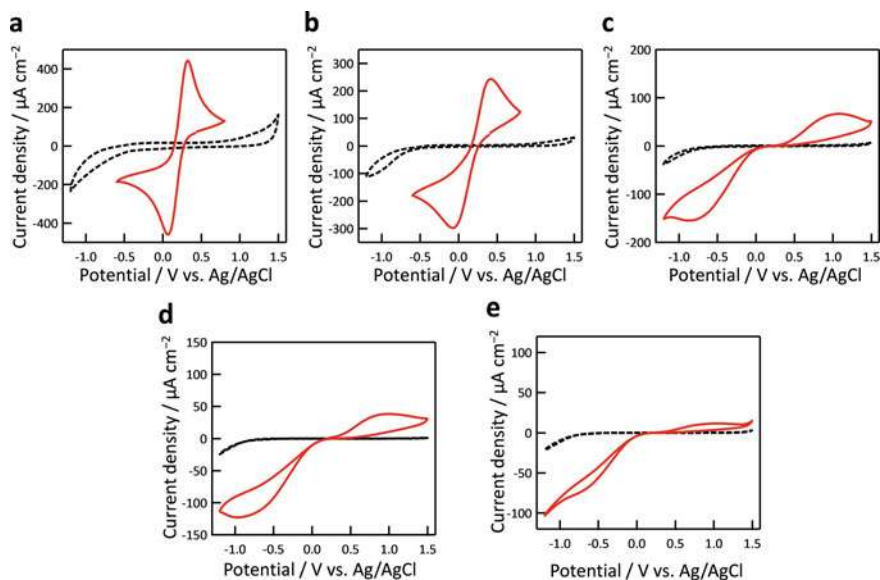 a
400
200
0
-200
-400
Current density / µA cm⁻²
-1.0 -0.5 0.0 0.5 1.0 1.5
Potential / V vs. Ag/AgCl
b
300
200
100
0
-100
-200
-300
Current density / µA cm⁻²
-1.0 -0.5 0.0 0.5 1.0 1.5
Potential / V vs. Ag/AgCl
c
200
100
0
-100
-200
Current density / µA cm⁻²
-1.0 -0.5 0.0 0.5 1.0 1.5
Potential / V vs. Ag/AgCl
d
150
100
50
0
-50
-100
-150
Current density / µA cm⁻²
-1.0 -0.5 0.0 0.5 1.0 1.5
Potential / V vs. Ag/AgCl
e
100
50
0
-50
-100
Current density / µA cm⁻²
-1.0 -0.5 0.0 0.5 1.0 1.5
Potential / V vs. Ag/AgCl